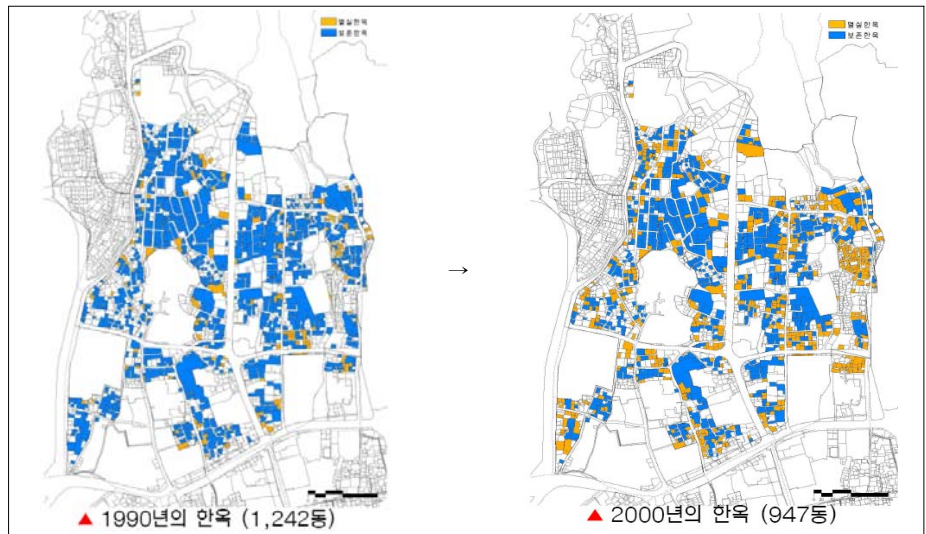 멸실한옥
보존한옥
멸실한옥
보존한옥
→
▲ 1990년의 한옥 (1,242동)
▲ 2000년의 한옥 (947동)